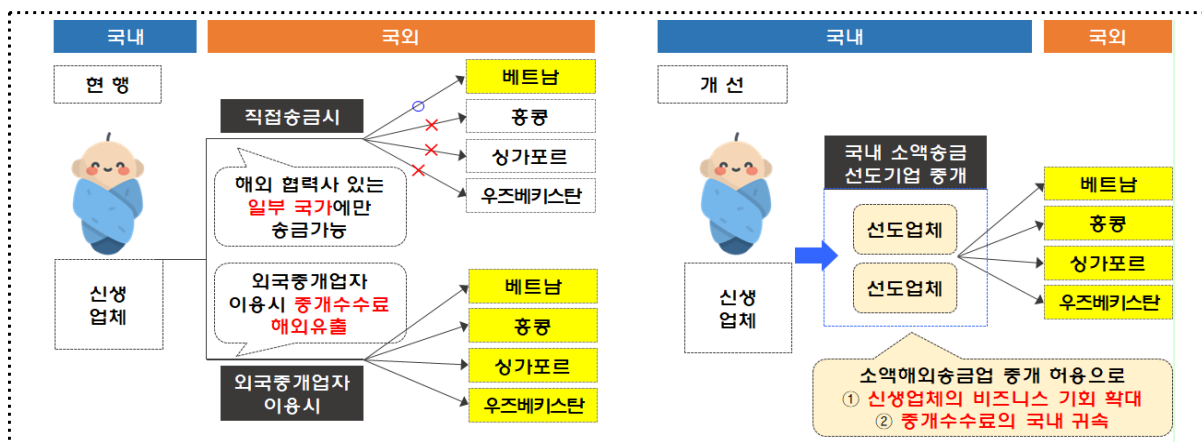 국내
국외
현 행
직접송금시
베트남
홍콩
싱가포르
우즈베키스탄
해외 협력사 있는
일부 국가에만
송금가능
신생
업체
외국중개업자
이용시 중개수수료
해외유출
외국중개업자
이용시
베트남
홍콩
싱가포르
우즈베키스탄
국내
국외
개 선
국내 소액송금
선도기업 중개
선도업체
선도업체
신생
업체
베트남
홍콩
싱가포르
우즈베키스탄
소액해외송금업 중개 허용으로
① 신생업체의 비즈니스 기회 확대
② 중개수수료의 국내 귀속